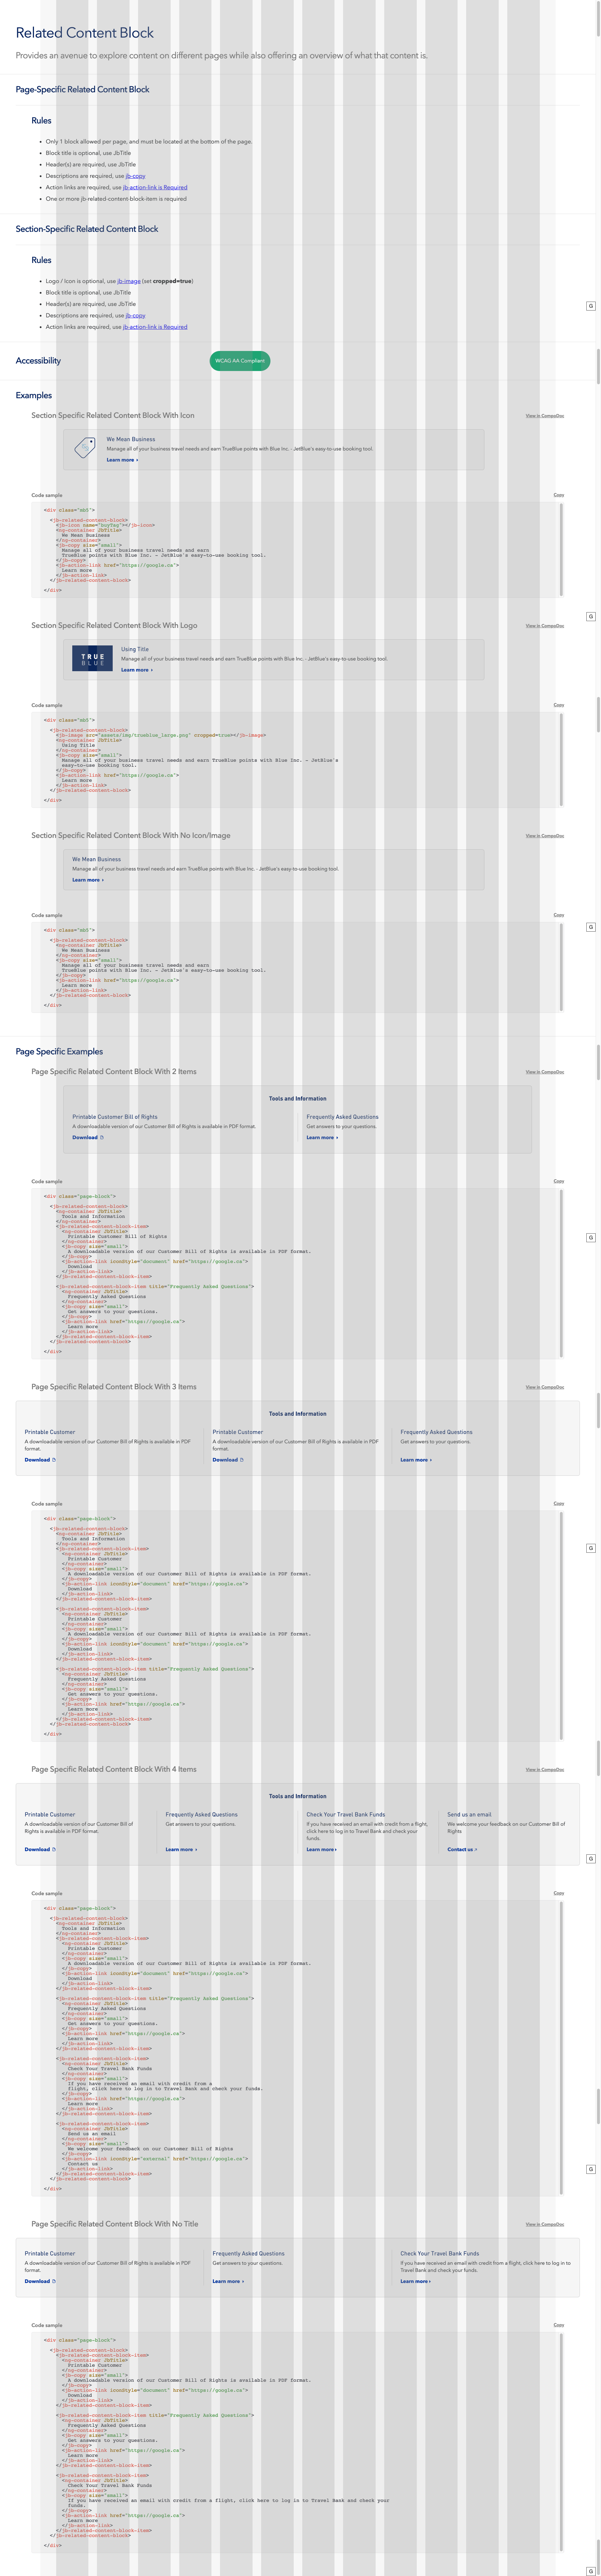 Related Content Block
Provides an avenue to explore content on different pages while also offering an overview of what that content is.
Page-Specific Related Content Block
Rules
Only 1 block allowed per page, and must be located at the bottom of the page.
Block title is optional, use JbTitle
Header(s) are required, use JbTitle
Descriptions are required, use jb-copy
Action links are required, use jb-action-link is Required
One or more jb-related-content-block-item is required
Section-Specific Related Content Block
Rules
Logo / Icon is optional, use jb-image (set cropped=true)
Block title is optional, use JbTitle
Header(s) are required, use JbTitle
Descriptions are required, use jb-copy
Action links are required, use jb-action-link is Required
G
Accessibility
WCAG AA Compliant
Examples
Section Specific Related Content Block With Icon
View in CompoDoc
We Mean Business
Manage all of your business travel needs and earn TrueBlue points with Blue Inc. - JetBlue's easy-to-use booking tool.
Learn more
Code sample
Copy
<div class="mb5">
<jb-related-content-block>
<jb-icon name="buyTag"></jb-icon>
<ng-container JbTitle>
We Mean Business
</ng-container>
<jb-copy size="small">
Manage all of your business travel needs and earn
TrueBlue points with Blue Inc. - JetBlue's easy-to-use booking tool.
</jb-copy>
<jb-action-link href="https://google.ca">
Learn more
</jb-action-link>
</jb-related-content-block>
</div>
G
Section Specific Related Content Block With Logo
View in CompoDoc
TRUE
BLUE
Using Title
Manage all of your business travel needs and earn TrueBlue points with Blue Inc. - JetBlue's easy-to-use booking tool.
Learn more
Code sample
Copy
<div class="mb5">
<jb-related-content-block>
<jb-image src="assets/img/trueblue_large.png" cropped=true></jb-image>
<ng-container JbTitle>
Using Title
</ng-container>
<jb-copy size="small">
Manage all of your business travel needs and earn TrueBlue points with Blue Inc. - JetBlue's
easy-to-use booking tool.
</jb-copy>
<jb-action-link href="https://google.ca">
Learn more
</jb-action-link>
</jb-related-content-block>
</div>
Section Specific Related Content Block With No Icon/Image
View in CompoDoc
We Mean Business
Manage all of your business travel needs and earn TrueBlue points with Blue Inc. - JetBlue's easy-to-use booking tool.
Learn more
Code sample
Copy
G
<div class="mb5">
<jb-related-content-block>
<ng-container JbTitle>
We Mean Business
</ng-container>
<jb-copy size="small">
Manage all of your business travel needs and earn
TrueBlue points with Blue Inc. - JetBlue's easy-to-use booking tool.
</jb-copy>
<jb-action-link href="https://google.ca">
Learn more
</jb-action-link>
</jb-related-content-block>
</div>
Page Specific Examples
Page Specific Related Content Block With 2 Items
View in CompoDoc
Tools and Information
Printable Customer Bill of Rights
A downloadable version of our Customer Bill of Rights is available in PDF format.
Download
Frequently Asked Questions
Get answers to your questions.
Learn more
Code sample
Copy
<div class="page-block">
<jb-related-content-block>
<ng-container JbTitle>
Tools and Information
</ng-container>
<jb-related-content-block-item>
<ng-container JbTitle>
Printable Customer Bill of Rights
</ng-container>
<jb-copy size="small">
A downloadable version of our Customer Bill of Rights is available in PDF format.
</jb-copy>
<jb-action-link iconStyle="document" href="https://google.ca">
Download
</jb-action-link>
</jb-related-content-block-item>
<jb-related-content-block-item title="Frequently Asked Questions">
<ng-container JbTitle>
Frequently Asked Questions
</ng-container>
<jb-copy size="small">
Get answers to your questions.
</jb-copy>
<jb-action-link href="https://google.ca">
Learn more
</jb-action-link>
</jb-related-content-block-item>
</jb-related-content-block>
</div>
G
Page Specific Related Content Block With 3 Items
View in CompoDoc
Tools and Information
Printable Customer
A downloadable version of our Customer Bill of Rights is available in PDF
format.
Download
Printable Customer
A downloadable version of our Customer Bill of Rights is available in PDF
format.
Download
Frequently Asked Questions
Get answers to your questions.
Learn more
Code sample
Copy
<div class="page-block">
<jb-related-content-block>
<ng-container JbTitle>
Tools and Information
</ng-container>
<jb-related-content-block-item>
<ng-container JbTitle>
Printable Customer
</ng-container>
<jb-copy size="small">
A downloadable version of our Customer Bill of Rights is available in PDF format.
</jb-copy>
<jb-action-link iconStyle="document" href="https://google.ca">
Download
</jb-action-link>
</jb-related-content-block-item>
<jb-related-content-block-item>
<ng-container JbTitle>
Printable Customer
</ng-container>
<jb-copy size="small">
A downloadable version of our Customer Bill of Rights is available in PDF format.
</jb-copy>
<jb-action-link iconStyle="document" href="https://google.ca">
Download
</jb-action-link>
</jb-related-content-block-item>
<jb-related-content-block-item title="Frequently Asked Questions">
<ng-container JbTitle>
Frequently Asked Questions
</ng-container>
<jb-copy size="small">
Get answers to your questions.
</jb-copy>
<jb-action-link href="https://google.ca">
Learn more
</jb-action-link>
</jb-related-content-block-item>
</jb-related-content-block>
</div>
G
Page Specific Related Content Block With 4 Items
View in CompoDoc
Tools and Information
Printable Customer
A downloadable version of our Customer Bill of
Rights is available in PDF format.
Download
Frequently Asked Questions
Get answers to your questions.
Learn more
Check Your Travel Bank Funds
If you have received an email with credit from a flight,
click here to log in to Travel Bank and check your
funds.
Learn more
Send us an email
We welcome your feedback on our Customer Bill of
Rights
Contact us
G
Code sample
Copy
<div class="page-block">
<jb-related-content-block>
<ng-container JbTitle>
Tools and Information
</ng-container>
<jb-related-content-block-item>
<ng-container JbTitle>
Printable Customer
</ng-container>
<jb-copy size="small">
A downloadable version of our Customer Bill of Rights is available in PDF format.
</jb-copy>
<jb-action-link iconStyle="document" href="https://google.ca">
Download
</jb-action-link>
</jb-related-content-block-item>
<jb-related-content-block-item title="Frequently Asked Questions">
<ng-container JbTitle>
Frequently Asked Questions
</ng-container>
<jb-copy size="small">
Get answers to your questions.
</jb-copy>
<jb-action-link href="https://google.ca">
Learn more
</jb-action-link>
</jb-related-content-block-item>
<jb-related-content-block-item>
<ng-container JbTitle>
Check Your Travel Bank Funds
</ng-container>
<jb-copy size="small">
If you have received an email with credit from a
flight, click here to log in to Travel Bank and check your funds.
</jb-copy>
<jb-action-link href="https://google.ca">
Learn more
</jb-action-link>
</jb-related-content-block-item>
<jb-related-content-block-item>
<ng-container JbTitle>
Send us an email
</ng-container>
<jb-copy size="small">
We welcome your feedback on our Customer Bill of Rights
</jb-copy>
<jb-action-link iconStyle="external" href="https://google.ca">
Contact us
</jb-action-link>
</jb-related-content-block-item>
</jb-related-content-block>
</div>
G
Page Specific Related Content Block With No Title
View in CompoDoc
Printable Customer
A downloadable version of our Customer Bill of Rights is available in PDF
format.
Download
Frequently Asked Questions
Get answers to your questions.
Learn more
Check Your Travel Bank Funds
If you have received an email with credit from a flight, click here to log in to
Travel Bank and check your funds.
Learn more
Code sample
Copy
<div class="page-block">
<jb-related-content-block>
<jb-related-content-block-item>
<ng-container JbTitle>
Printable Customer
</ng-container>
<jb-copy size="small">
A downloadable version of our Customer Bill of Rights is available in PDF format.
</jb-copy>
<jb-action-link iconStyle="document" href="https://google.ca">
Download
</jb-action-link>
</jb-related-content-block-item>
<jb-related-content-block-item title="Frequently Asked Questions">
<ng-container JbTitle>
Frequently Asked Questions
</ng-container>
<jb-copy size="small">
Get answers to your questions.
</jb-copy>
<jb-action-link href="https://google.ca">
Learn more
</jb-action-link>
</jb-related-content-block-item>
<jb-related-content-block-item>
<ng-container JbTitle>
Check Your Travel Bank Funds
</ng-container>
<jb-copy size="small">
If you have received an email with credit from a flight, click here to log in to Travel Bank and check your
funds.
</jb-copy>
<jb-action-link href="https://google.ca">
Learn more
</jb-action-link>
</jb-related-content-block-item>
</jb-related-content-block>
</div>
G